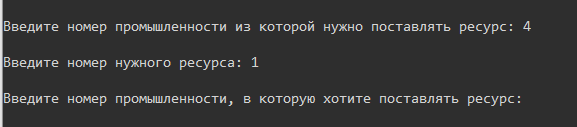 Введите номер промышленности из которой нужно поставлять ресурс: 4
Введите номер нужного ресурса: 1
Введите номер промышленности, в которую хотите поставлять ресурс: